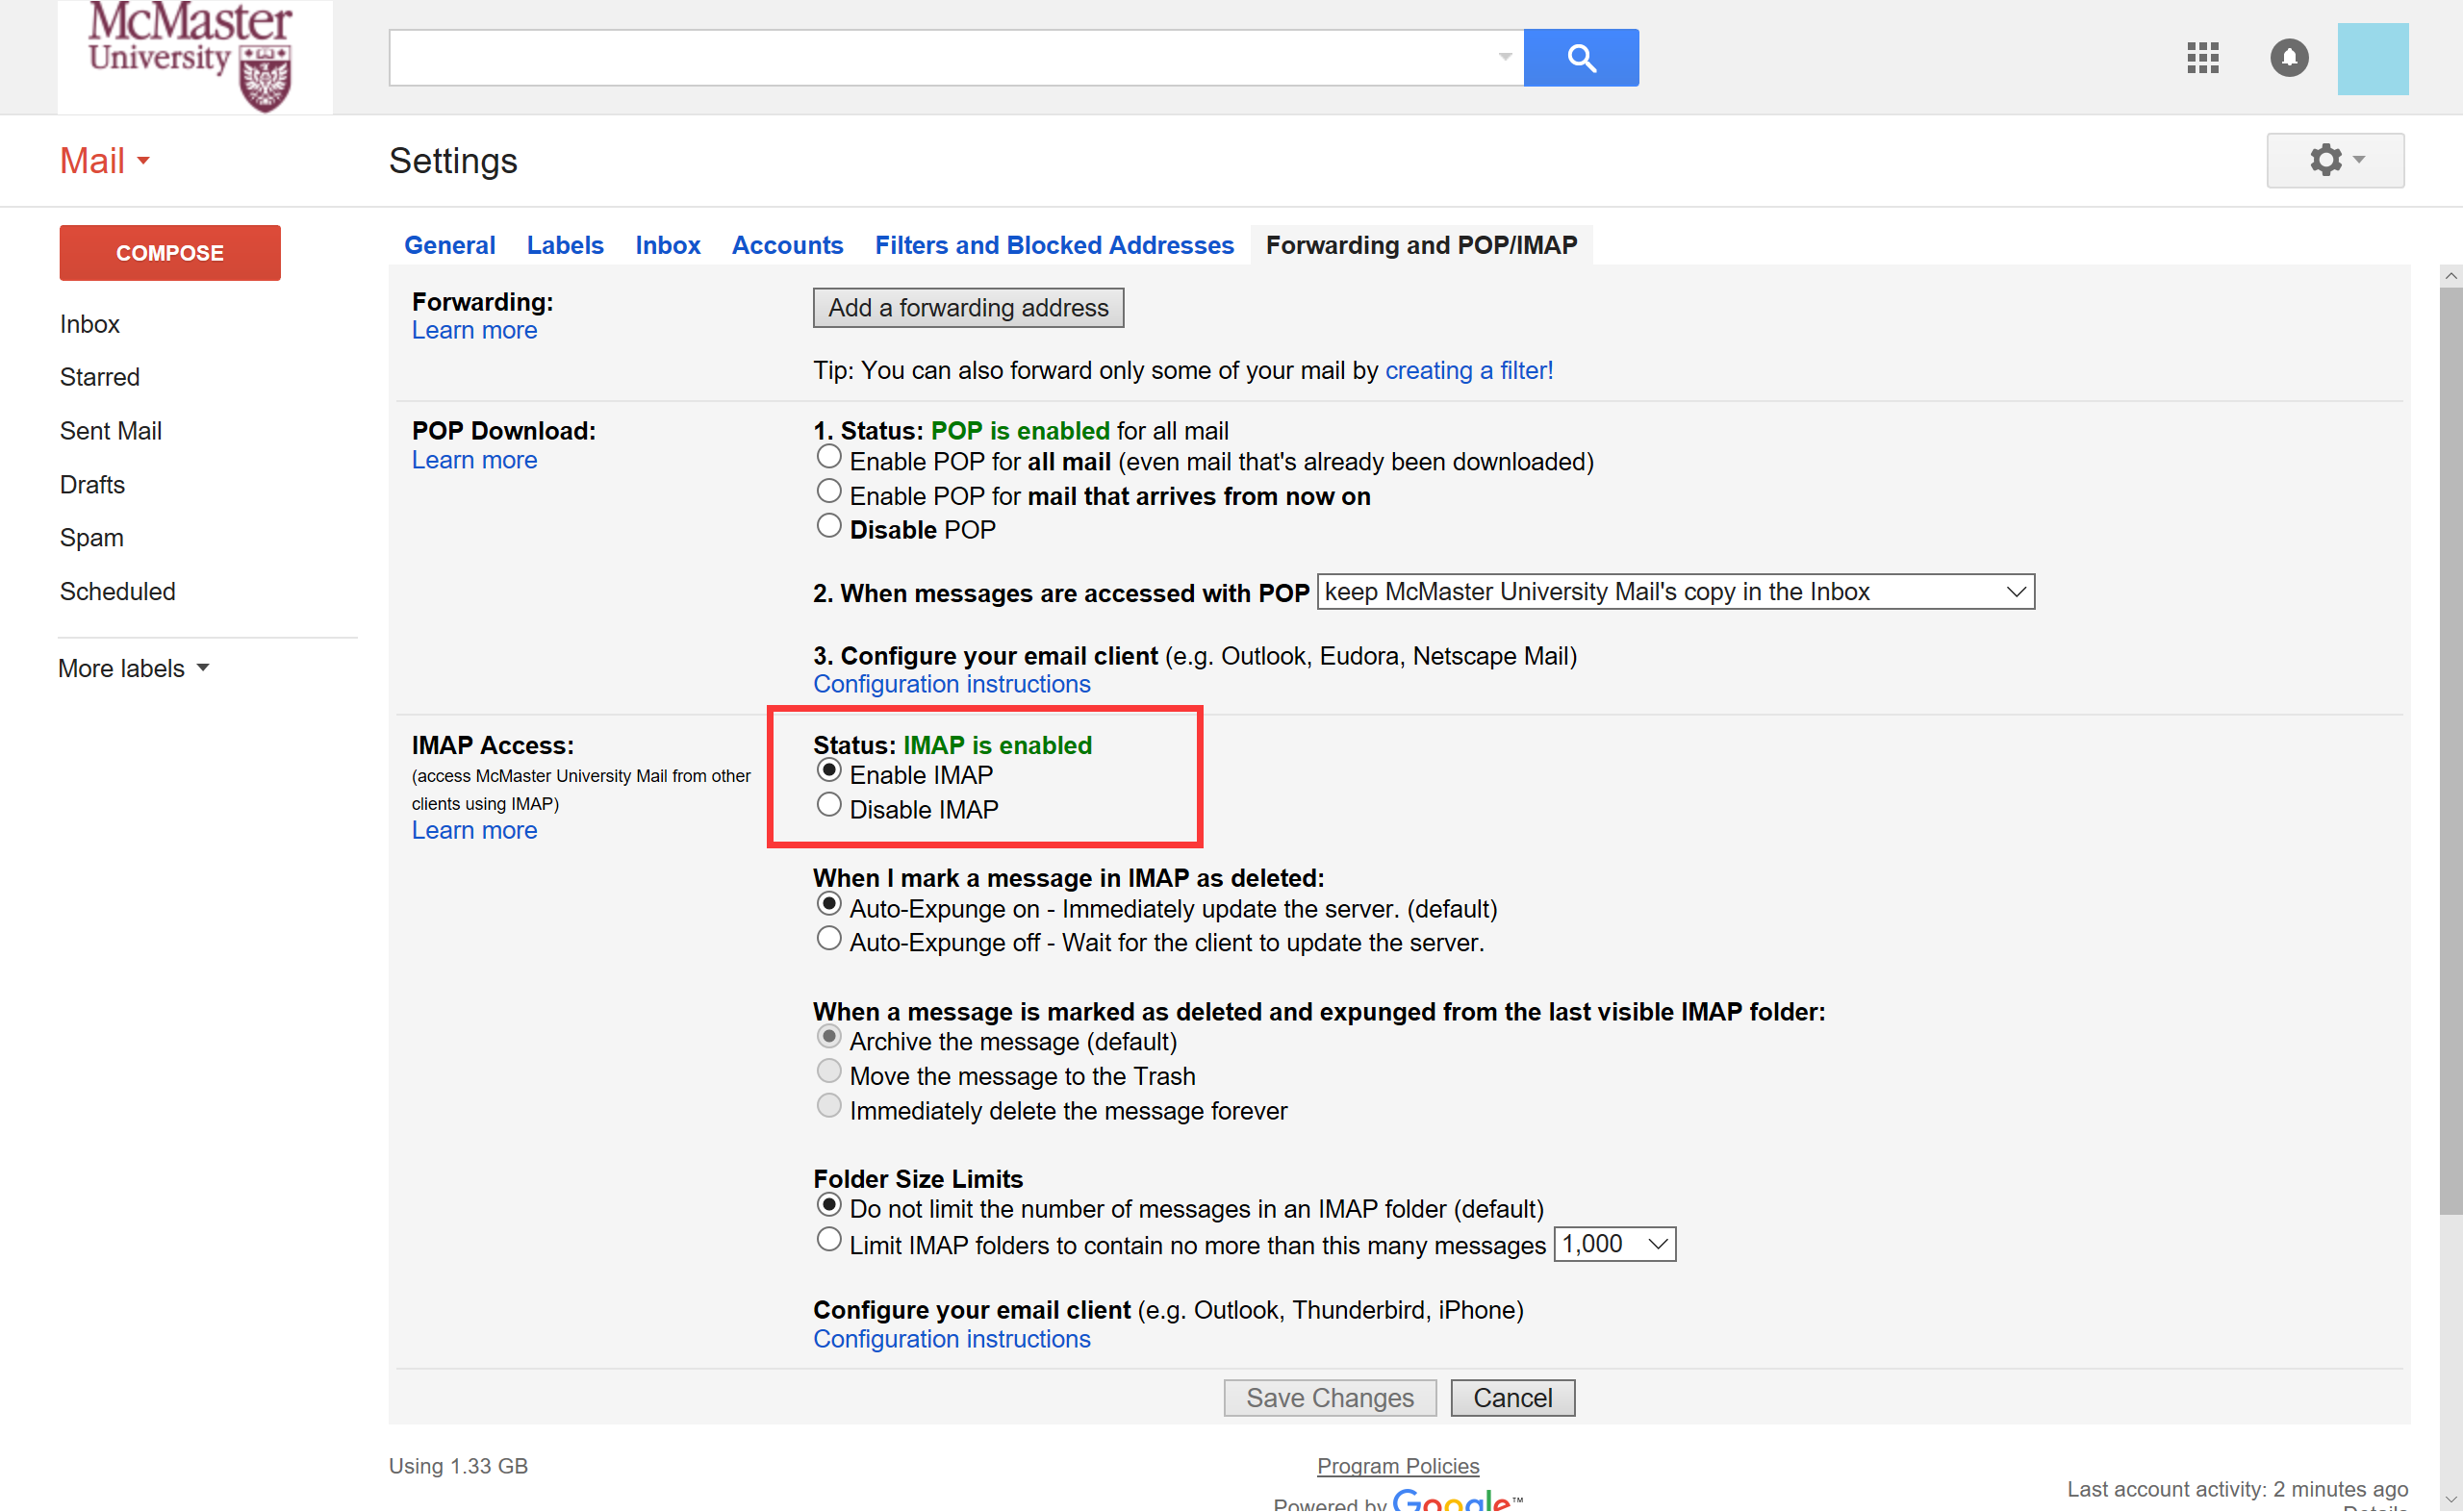 McMaster
University
Mail
Settings
COMPOSE
Inbox
Starred
Sent Mail
Drafts
Spam
Scheduled
More labels
General Labels Inbox Accounts Filters and Blocked Addresses Forwarding and POP/IMAP
Forwarding:
Learn more
Add a forwarding address
Tip: You can also forward only some of your mail by creating a filter!
POP Download:
Learn more
1. Status: POP is enabled for all mail
Enable POP for all mail (even mail that's already been downloaded)
Enable POP for mail that arrives from now on
Disable POP
2. When messages are accessed with POP keep McMaster University Mail's copy in the Inbox
3. Configure your email client (e.g. Outlook, Eudora, Netscape Mail)
Configuration instructions
IMAP Access:
(access McMaster University Mail from other
clients using IMAP)
Learn more
Status: IMAP is enabled
Enable IMAP
Disable IMAP
When I mark a message in IMAP as deleted:
Auto-Expunge on - Immediately update the server. (default)
Auto-Expunge off - Wait for the client to update the server.
When a message is marked as deleted and expunged from the last visible IMAP folder:
Archive the message (default)
Move the message to the Trash
Immediately delete the message forever
Folder Size Limits
Do not limit the number of messages in an IMAP folder (default)
Limit IMAP folders to contain no more than this many messages 1,000
Configure your email client (e.g. Outlook, Thunderbird, iPhone)
Configuration instructions
Save Changes Cancel
Using 1.33 GB
Program Policies
Powered by Google™
Last account activity: 2 minutes ago
Details